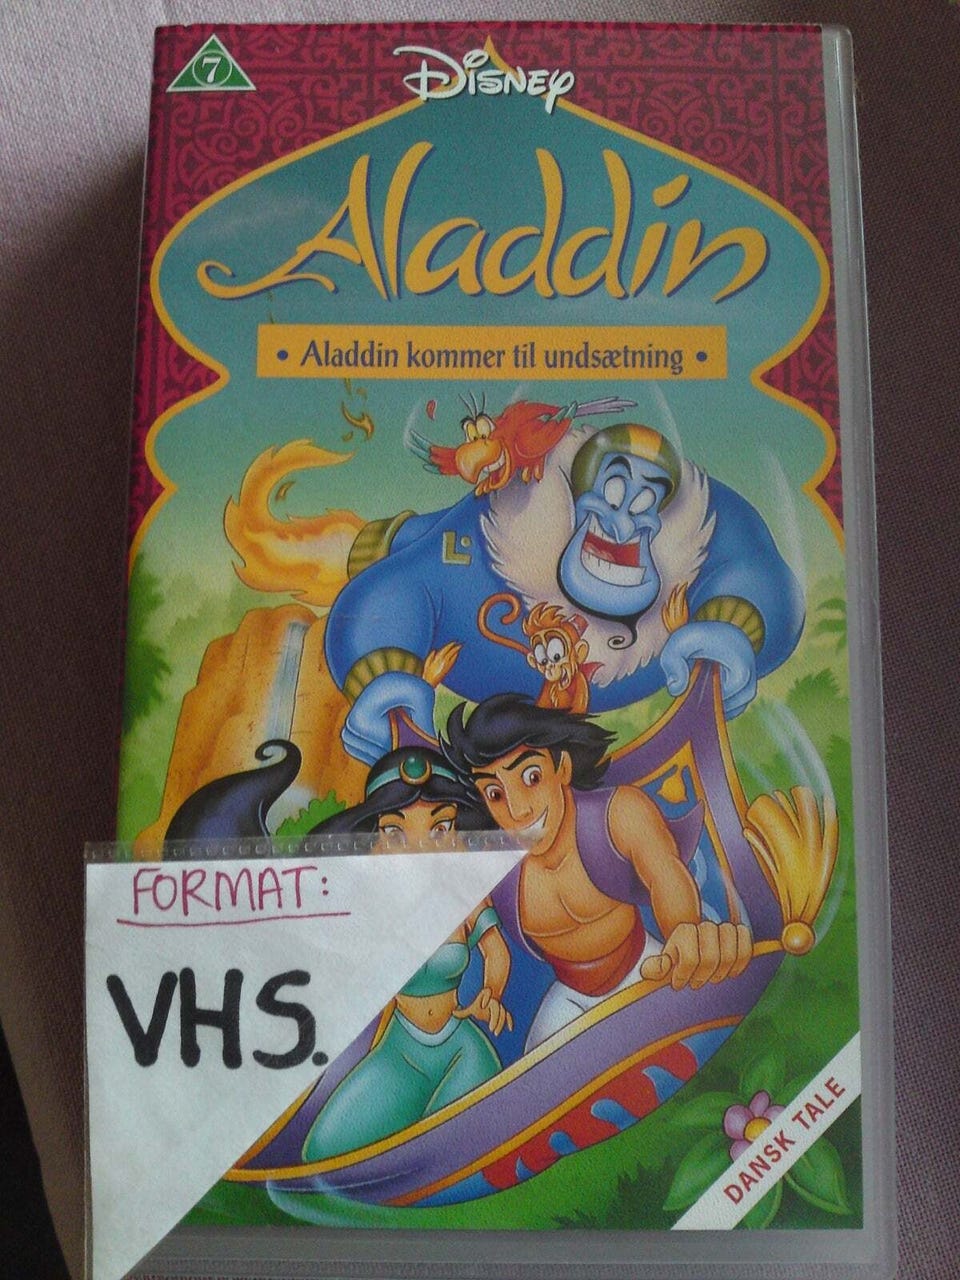 7
Disney
Aladdin
• Aladdin kommer til undsætning •
FORMAT:
VHS.
DANSK TALE